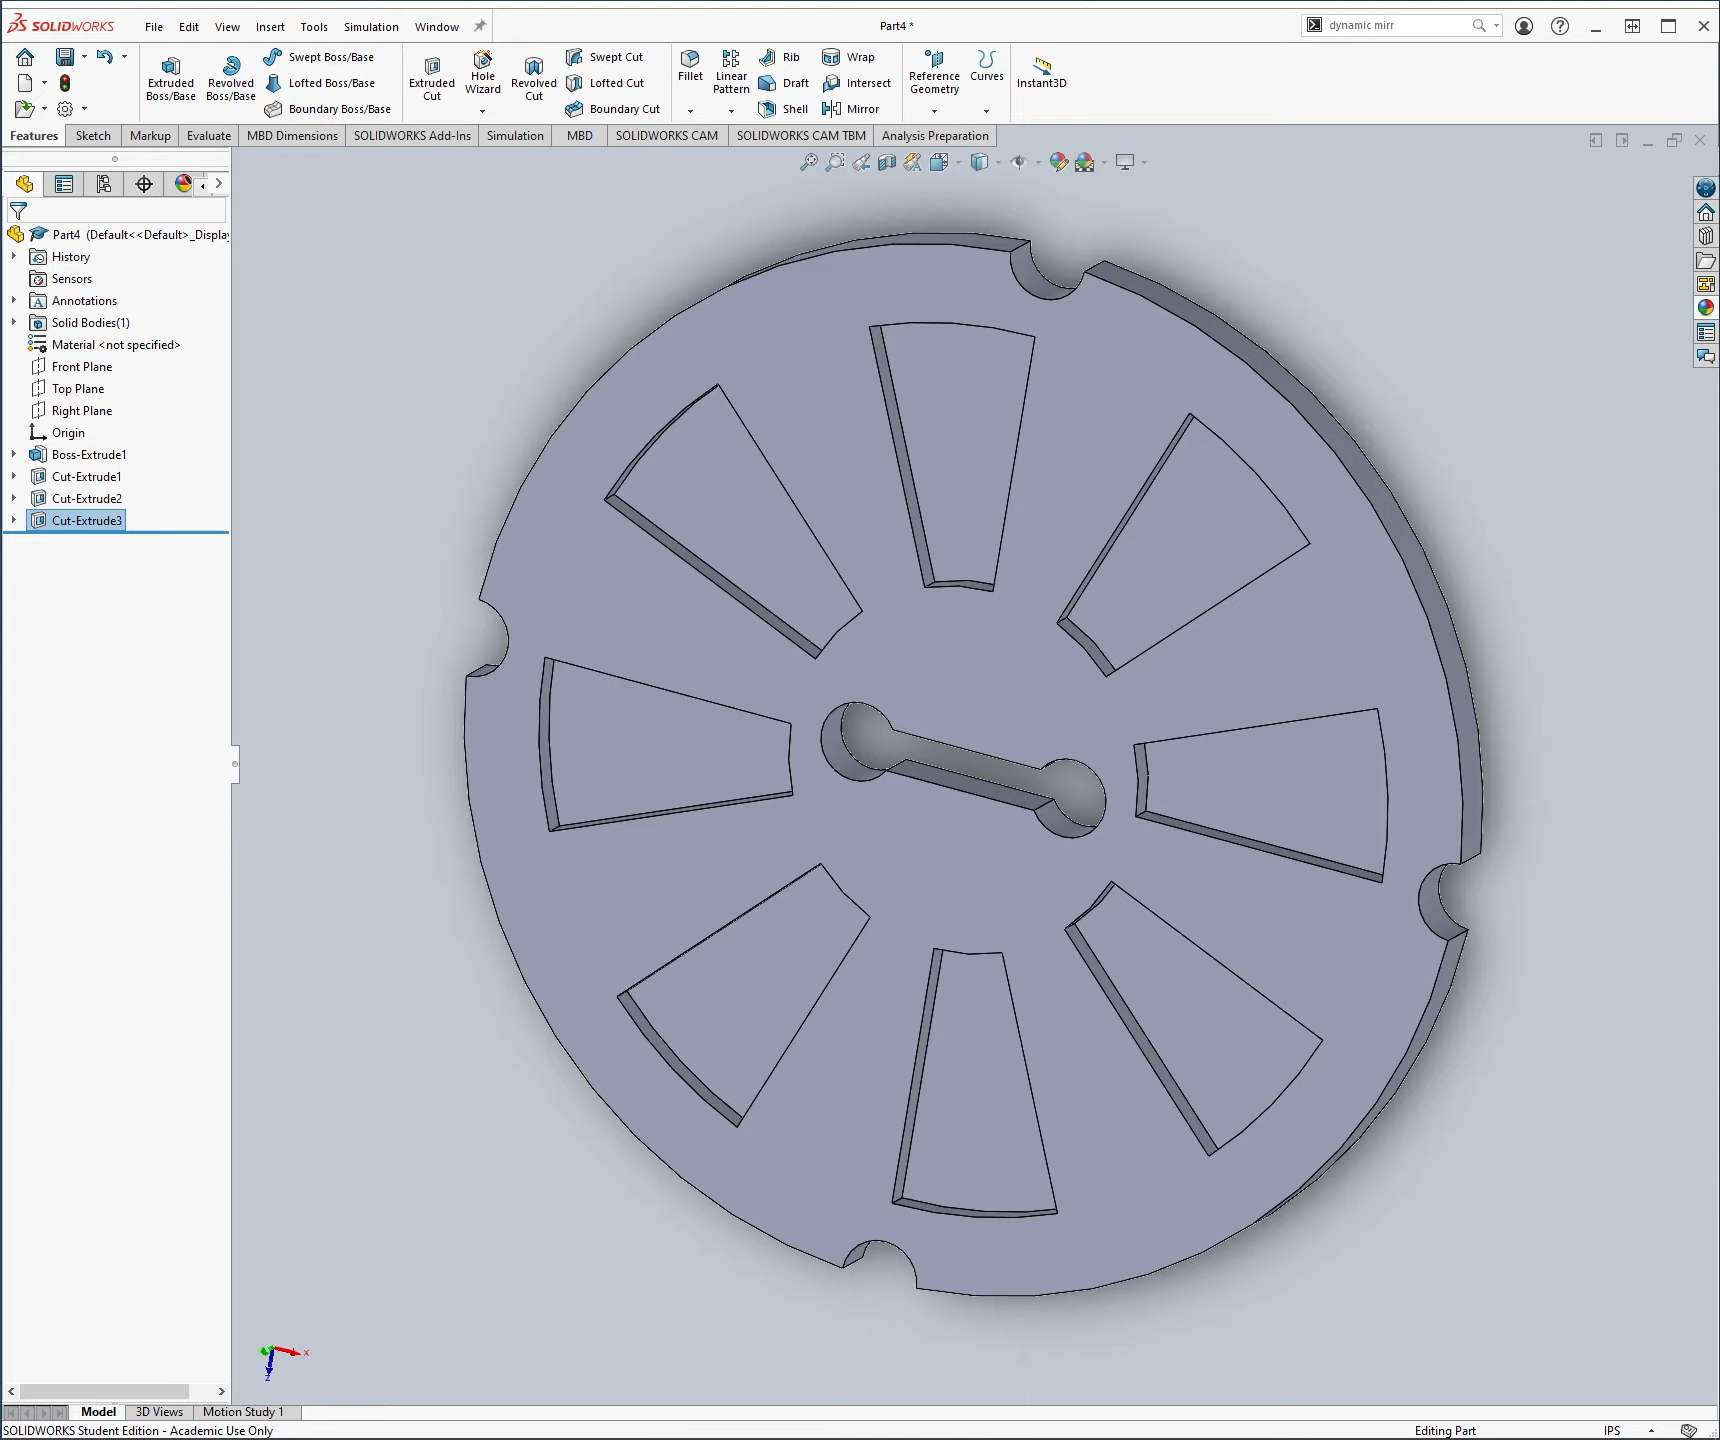 SOLIDWORKS File Edit View Insert Tools Simulation Window Part4 * dynamic mirr
Extruded Boss/Base
Revolved Boss/Base
Swept Boss/Base
Lofted Boss/Base
Boundary Boss/Base
Extruded Cut
Hole Wizard
Revolved Cut
Swept Cut
Lofted Cut
Boundary Cut
Fillet
Linear Pattern
Rib
Draft
Shell
Wrap
Intersect
Mirror
Reference Geometry
Curves
Instant3D
Features Sketch Markup Evaluate MBD Dimensions SOLIDWORKS Add-Ins Simulation MBD SOLIDWORKS CAM SOLIDWORKS CAM TBM Analysis Preparation
Part4 (Default<<Default>_Display
History
Sensors
Annotations
Solid Bodies(1)
Material <not specified>
Front Plane
Top Plane
Right Plane
Origin
Boss-Extrude1
Cut-Extrude1
Cut-Extrude2
Cut-Extrude3
x
z
Model 3D Views Motion Study 1
SOLIDWORKS Student Edition - Academic Use Only Editing Part IPS